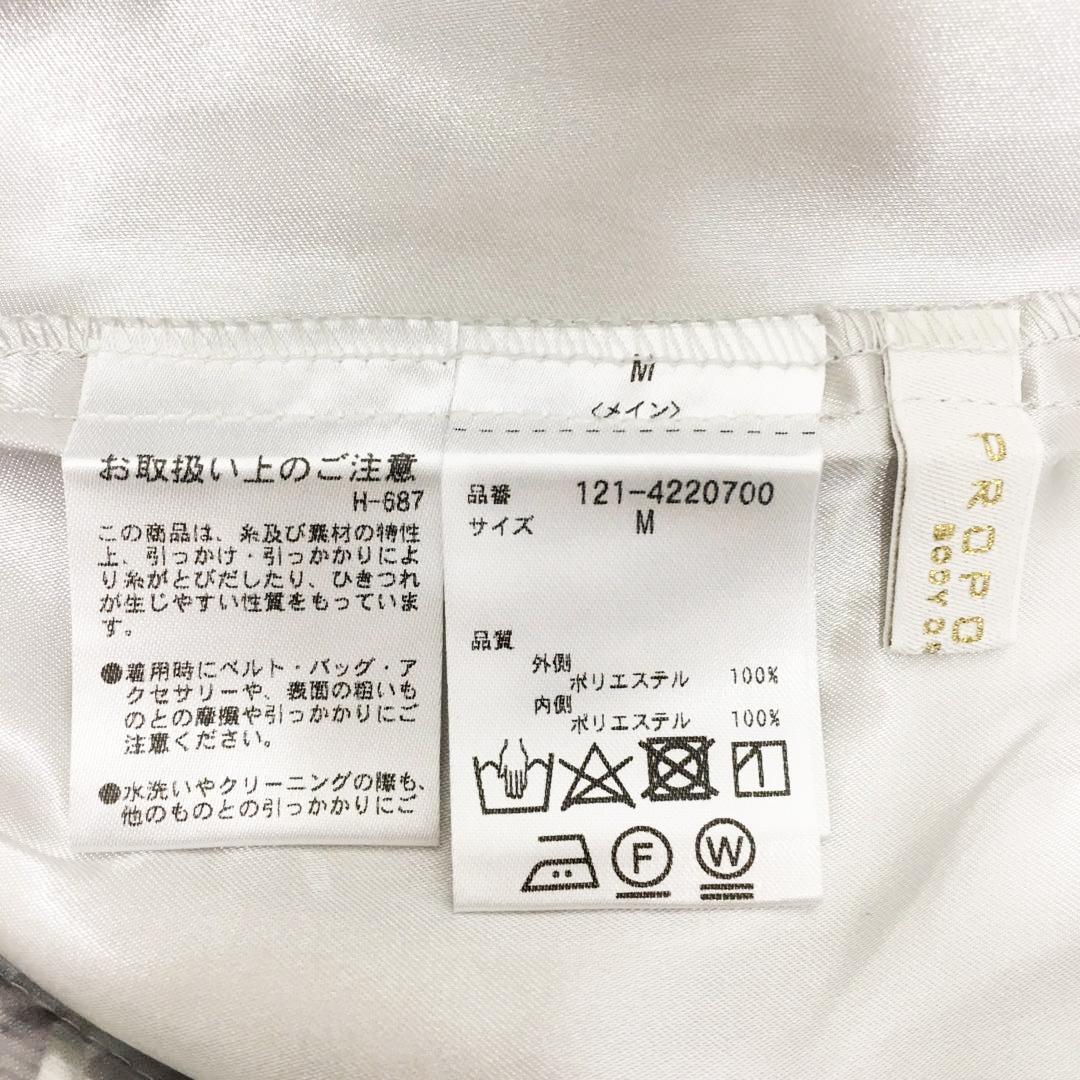 お取扱い上のご注意
H-687
この商品は、糸及び素材の特性
上、引っかけ・引っかかりによ
り糸がとびだしたり、ひきつれ
が生じやすい性質をもっていま
す。
●着用時にベルト・バッグ・ア
クセサリーや、表面の粗いも
のとの摩擦や引っかかりにご
注意ください。
●水洗いやクリーニングの際も、
他のものとの引っかかりにご
M
<メイン>
品番 121-4220700
サイズ M
品質
外側
ポリエステル 100%
内側
ポリエステル 100%
F
W
PROPO
BODY D